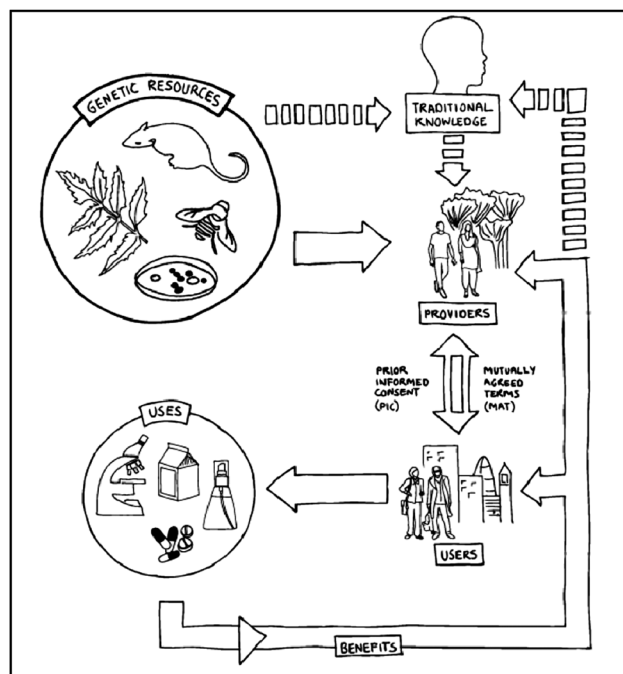 GENETIC RESOURCES
TRADITIONAL
KNOWLEDGE
PROVIDERS
PRIOR
INFORMED
CONSENT
(PIC)
MUTUALLY
AGREED
TERMS
(MAT)
USES
USERS
BENEFITS